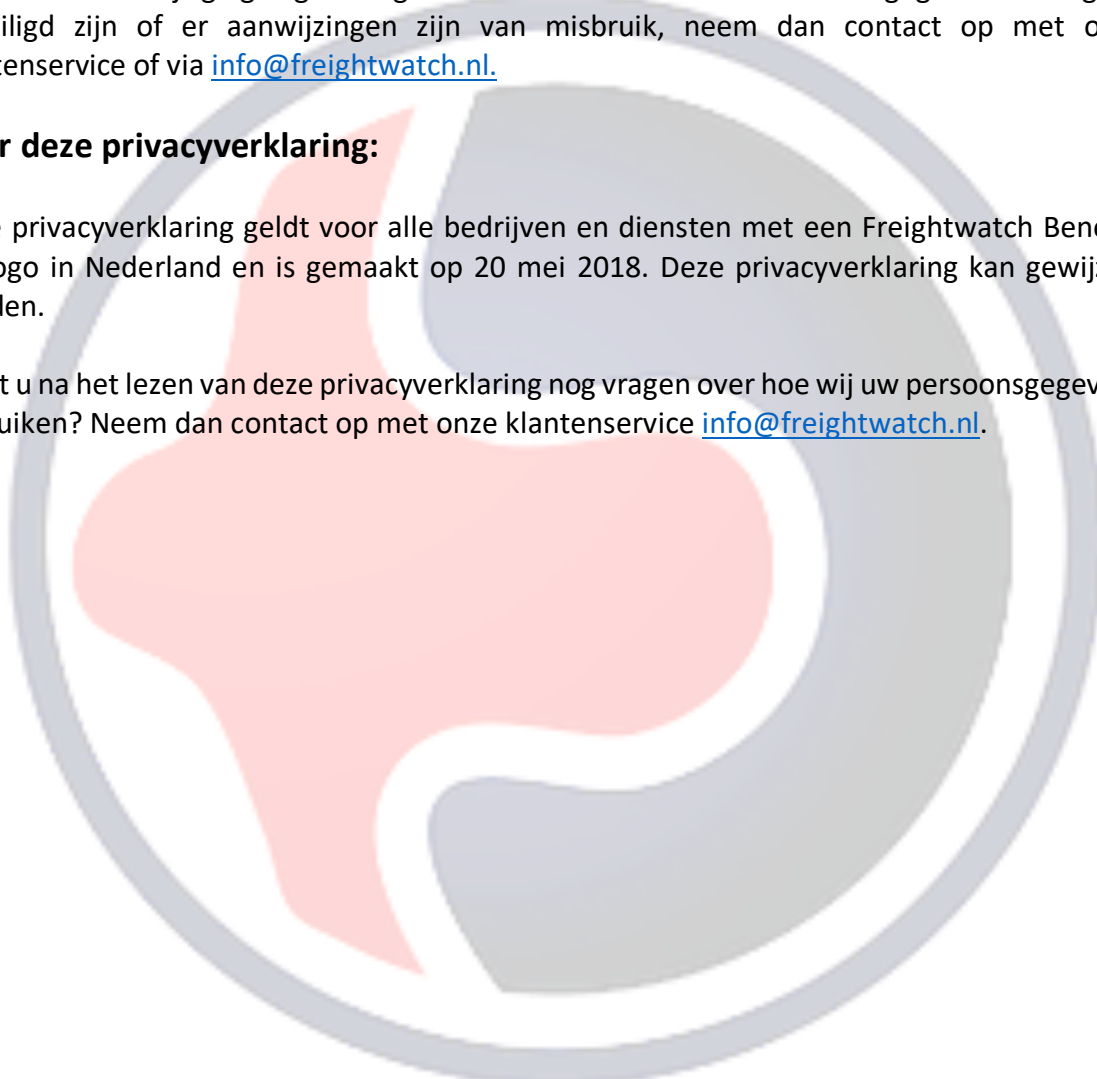 iligd zijn of er aanwijzingen zijn van misbruik, neem dan contact op met o
tenservice of via info@freightwatch.nl.
r deze privacyverklaring:
e privacyverklaring geldt voor alle bedrijven en diensten met een Freightwatch Bene
ogo in Nederland en is gemaakt op 20 mei 2018. Deze privacyverklaring kan gewijz
den.
t u na het lezen van deze privacyverklaring nog vragen over hoe wij uw persoonsgegev
uiken? Neem dan contact op met onze klantenservice info@freightwatch.nl.